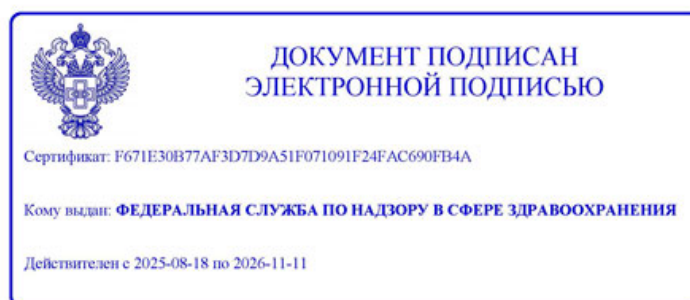 ДОКУМЕНТ ПОДПИСАН
ЭЛЕКТРОННОЙ ПОДПИСЬЮ
Сертификат: F671E30B77AF3D7D9A51F071091F24FAC690FB4A
Кому выдан: ФЕДЕРАЛЬНАЯ СЛУЖБА ПО НАДЗОРУ В СФЕРЕ ЗДРАВООХРАНЕНИЯ
Действителен с 2025-08-18 по 2026-11-11